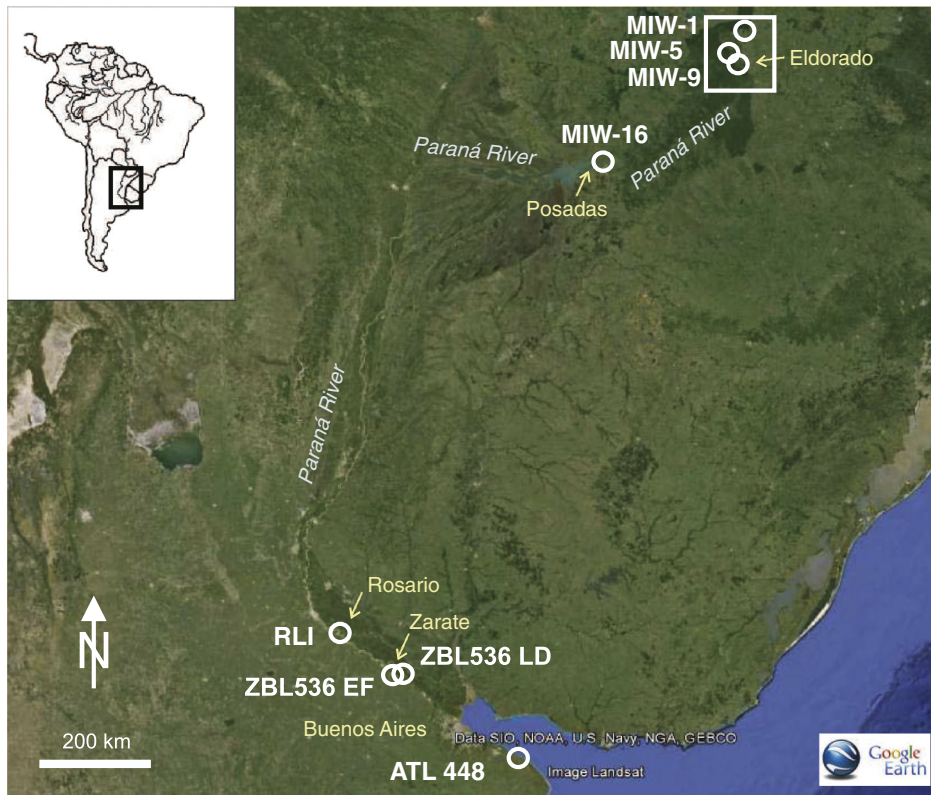 MIW-1
MIW-5
Eldorado
MIW-9
MIW-16
Paraná River
Paraná River
Posadas
Paraná River
Rosario
RLI
Zarate
ZBL536 LD
ZBL536 EF
N
Buenos Aires
200 km
Data SIO, NOAA, U.S. Navy, NGA, GEBCO
ATL 448
Image Landsat
Google
Earth